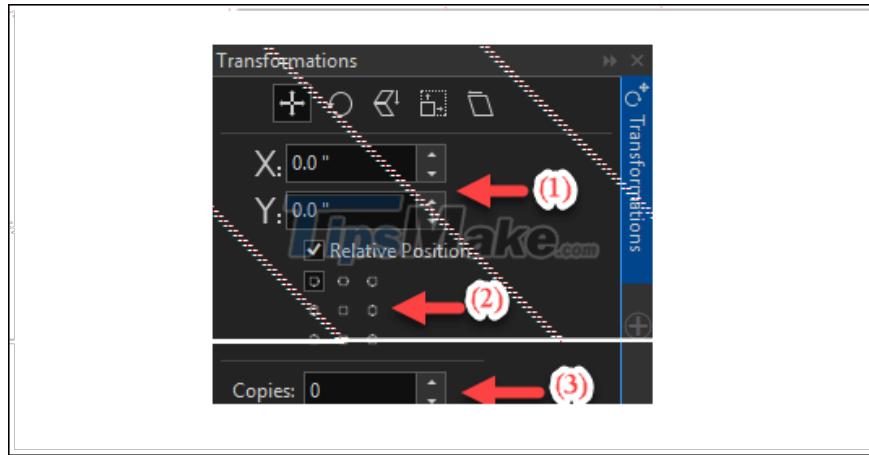 Transformations
X: 0.0 "
(1)
Y: 0.0 "
TipsMake.com
Relative Position
(2)
Copies: 0
(3)
Transformations